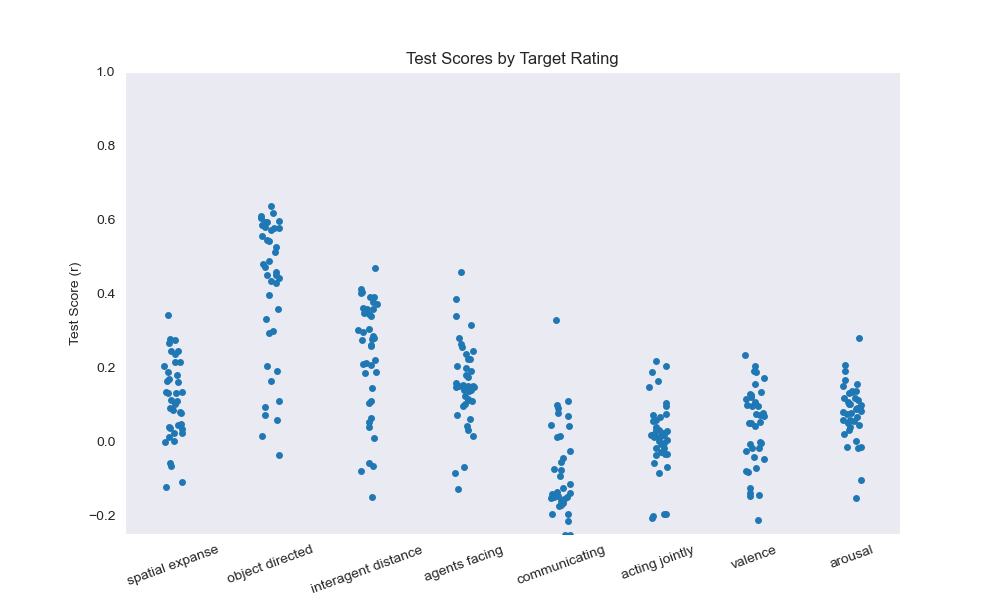 Test Scores by Target Rating
1.0
0.8
0.6
0.4
0.2
0.0
−0.2
Test Score (r)
spatial expanse
object directed
interagent distance
agents facing
communicating
acting jointly
valence
arousal